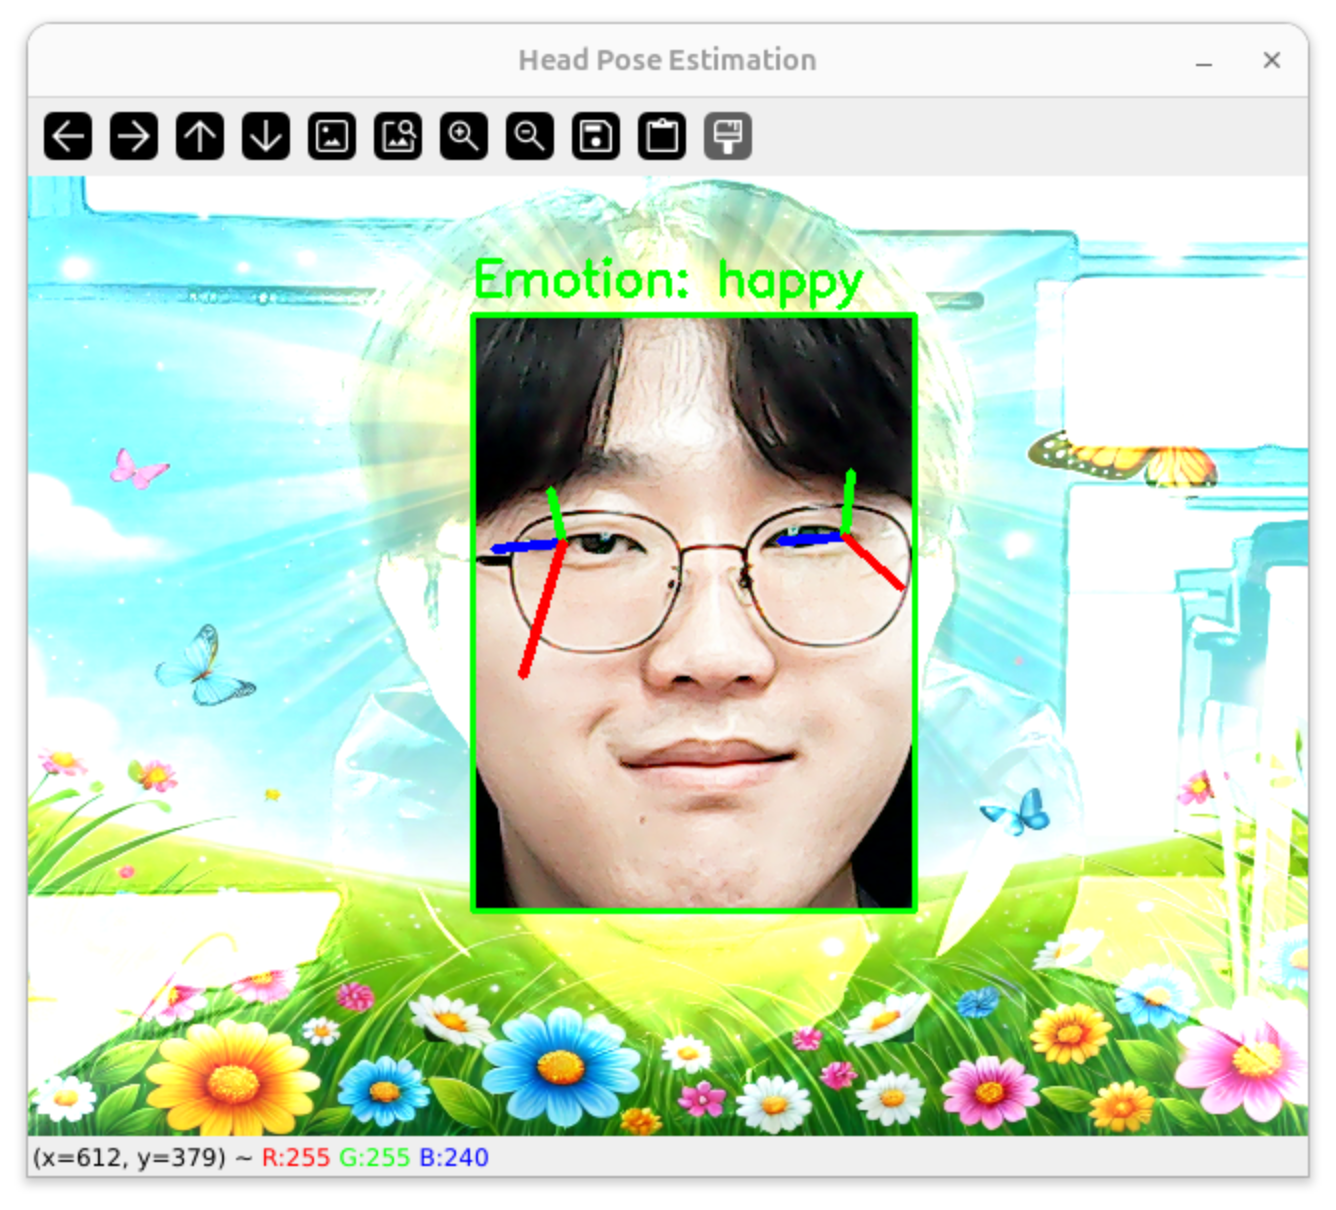 Head Pose Estimation
Emotion: happy
(x=612, y=379) ~ R:255 G:255 B:240